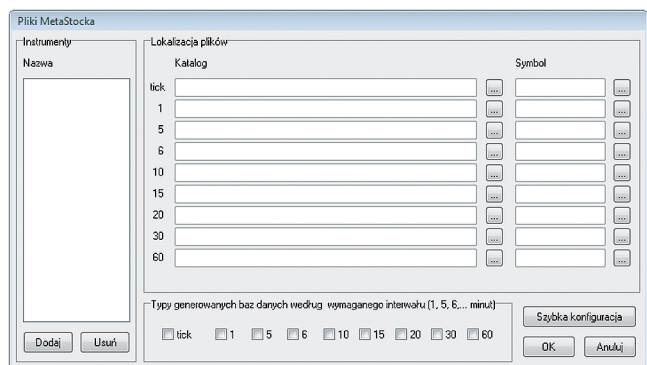 Pliki MetaStocka
Instrumenty
Nazwa
Dodaj Usuń
Lokalizacja plików
Katalog Symbol
tick ... ...
1 ... ...
5 ... ...
6 ... ...
10 ... ...
15 ... ...
20 ... ...
30 ... ...
60 ... ...
Typy generowanych baz danych według wymaganego interwału (1, 5, 6,... minut)
tick 1 5 6 10 15 20 30 60
Szybka konfiguracja
OK Anuluj